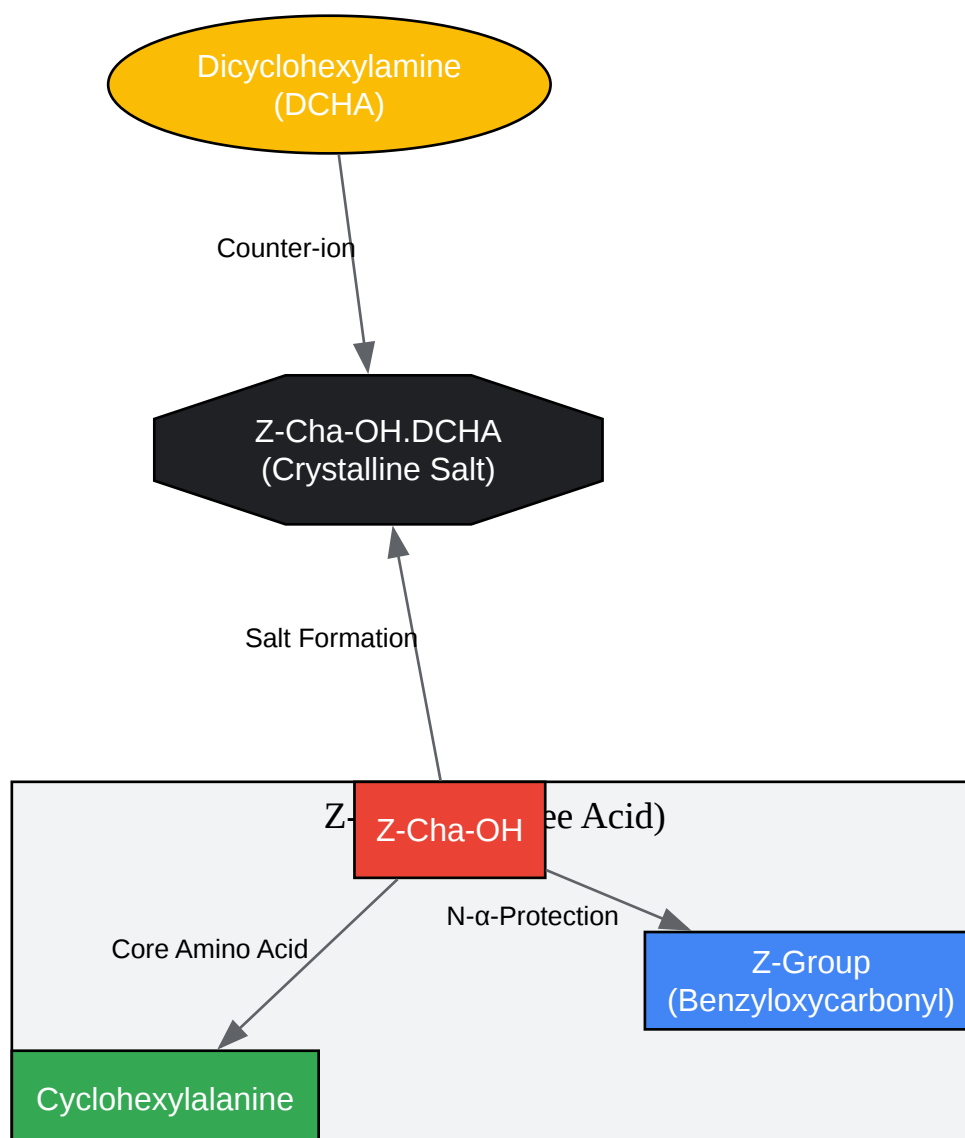 Dicyclohexylamine
(DCHA)
Counter-ion
Z-Cha-OH.DCHA
(Crystalline Salt)
Salt Formation
Z- ee Acid)
Z-Cha-OH
N-α-Protection
Core Amino Acid
Z-Group
(Benzyloxycarbonyl)
Cyclohexylalanine